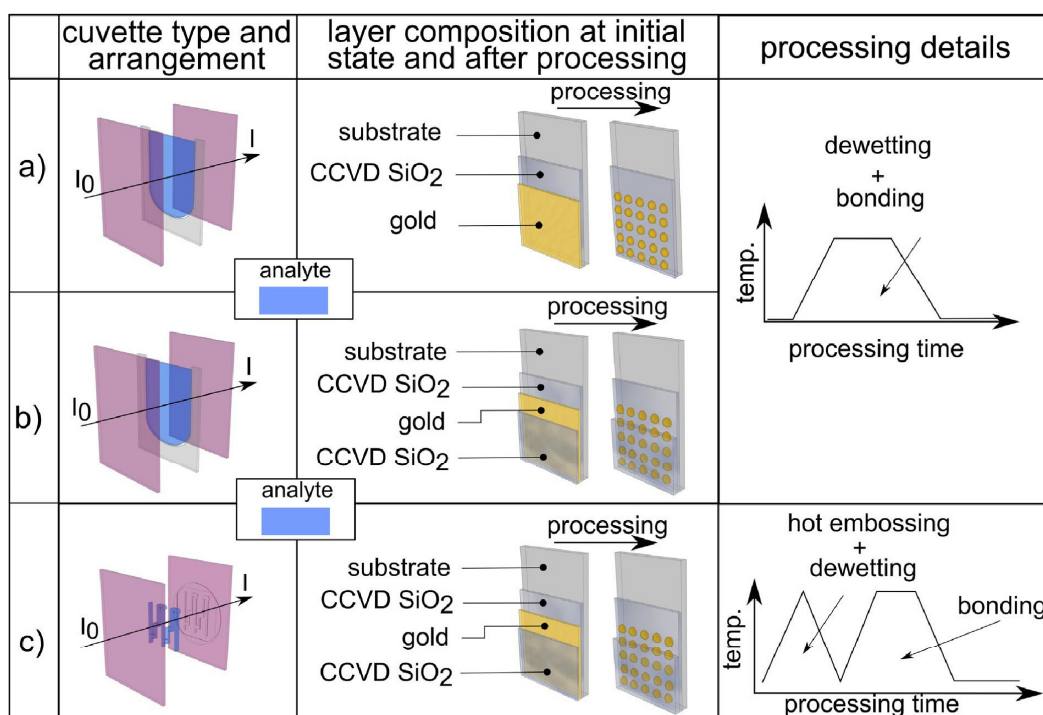 cuvette type and
arrangement
layer composition at initial
state and after processing
processing details
a)
I0
I
analyte
processing
substrate
CCVD SiO2
gold
dewetting
+
bonding
temp.
processing time
b)
I0
I
analyte
processing
substrate
CCVD SiO2
gold
CCVD SiO2
c)
I0
I
processing
substrate
CCVD SiO2
gold
CCVD SiO2
hot embossing
+
dewetting
bonding
temp.
processing time